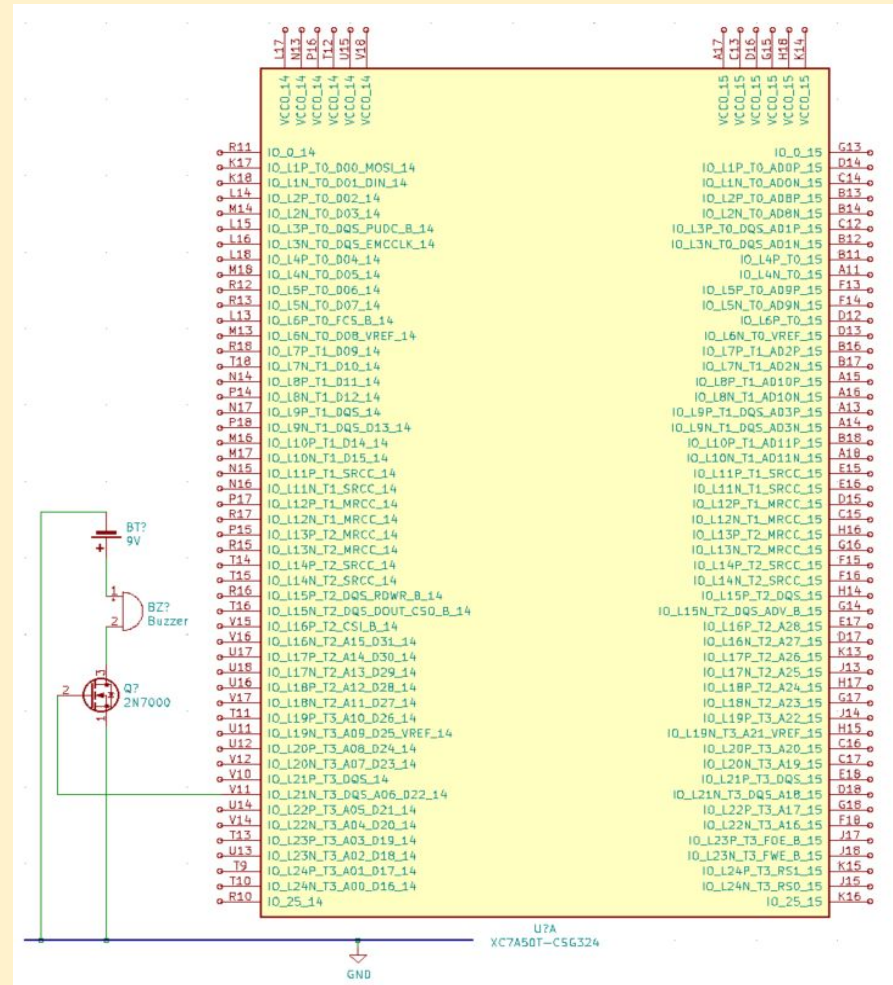 L17 N13 P16 T12 U15 V18
VCCO_14 VCCO_14 VCCO_14 VCCO_14 VCCO_14 VCCO_14
A17 C13 D16 G15 H18 K14
VCCO_15 VCCO_15 VCCO_15 VCCO_15 VCCO_15 VCCO_15
R11 IO_0_14 IO_0_15 G13
K17 IO_L1P_T0_D00_MOSI_14 IO_L1P_T0_AD0P_15 D14
K18 IO_L1N_T0_D01_DIN_14 IO_L1N_T0_AD0N_15 C14
L14 IO_L2P_T0_D02_14 IO_L2P_T0_AD8P_15 B13
M14 IO_L2N_T0_D03_14 IO_L2N_T0_AD8N_15 B14
L15 IO_L3P_T0_DQS_PUDC_B_14 IO_L3P_T0_DQS_AD1P_15 C12
L16 IO_L3N_T0_DQS_EMCCLK_14 IO_L3N_T0_DQS_AD1N_15 B12
L18 IO_L4P_T0_D04_14 IO_L4P_T0_15 B11
M18 IO_L4N_T0_D05_14 IO_L4N_T0_15 A11
R12 IO_L5P_T0_D06_14 IO_L5P_T0_AD9P_15 F13
R13 IO_L5N_T0_D07_14 IO_L5N_T0_AD9N_15 F14
L13 IO_L6P_T0_FCS_B_14 IO_L6P_T0_15 D12
M13 IO_L6N_T0_D08_VREF_14 IO_L6N_T0_VREF_15 D13
R18 IO_L7P_T1_D09_14 IO_L7P_T1_AD2P_15 B16
T18 IO_L7N_T1_D10_14 IO_L7N_T1_AD2N_15 B17
N14 IO_L8P_T1_D11_14 IO_L8P_T1_AD10P_15 A15
P14 IO_L8N_T1_D12_14 IO_L8N_T1_AD10N_15 A16
N17 IO_L9P_T1_DQS_14 IO_L9P_T1_DQS_AD3P_15 A13
P18 IO_L9N_T1_DQS_D13_14 IO_L9N_T1_DQS_AD3N_15 A14
M16 IO_L10P_T1_D14_14 IO_L10P_T1_AD11P_15 B18
M17 IO_L10N_T1_D15_14 IO_L10N_T1_AD11N_15 A18
N15 IO_L11P_T1_SRCC_14 IO_L11P_T1_SRCC_15 E15
N16 IO_L11N_T1_SRCC_14 IO_L11N_T1_SRCC_15 E16
P17 IO_L12P_T1_MRCC_14 IO_L12P_T1_MRCC_15 D15
R17 IO_L12N_T1_MRCC_14 IO_L12N_T1_MRCC_15 C15
P15 IO_L13P_T2_MRCC_14 IO_L13P_T2_MRCC_15 H16
R15 IO_L13N_T2_MRCC_14 IO_L13N_T2_MRCC_15 G16
T14 IO_L14P_T2_SRCC_14 IO_L14P_T2_SRCC_15 F15
T15 IO_L14N_T2_SRCC_14 IO_L14N_T2_SRCC_15 F16
R16 IO_L15P_T2_DQS_RDWR_B_14 IO_L15P_T2_DQS_15 H14
T16 IO_L15N_T2_DQS_DOUT_CSO_B_14 IO_L15N_T2_DQS_ADV_B_15 G14
V15 IO_L16P_T2_CSI_B_14 IO_L16P_T2_A28_15 E17
V16 IO_L16N_T2_A15_D31_14 IO_L16N_T2_A27_15 D17
U17 IO_L17P_T2_A14_D30_14 IO_L17P_T2_A26_15 K13
U18 IO_L17N_T2_A13_D29_14 IO_L17N_T2_A25_15 J13
U16 IO_L18P_T2_A12_D28_14 IO_L18P_T2_A24_15 H17
V17 IO_L18N_T2_A11_D27_14 IO_L18N_T2_A23_15 G17
T11 IO_L19P_T3_A10_D26_14 IO_L19P_T3_A22_15 J14
U11 IO_L19N_T3_A09_D25_VREF_14 IO_L19N_T3_A21_VREF_15 H15
U12 IO_L20P_T3_A08_D24_14 IO_L20P_T3_A20_15 C16
V12 IO_L20N_T3_A07_D23_14 IO_L20N_T3_A19_15 C17
V10 IO_L21P_T3_DQS_14 IO_L21P_T3_DQS_15 E18
V11 IO_L21N_T3_DQS_A06_D22_14 IO_L21N_T3_DQS_A18_15 D18
U14 IO_L22P_T3_A05_D21_14 IO_L22P_T3_A17_15 G18
V14 IO_L22N_T3_A04_D20_14 IO_L22N_T3_A16_15 F18
T13 IO_L23P_T3_A03_D19_14 IO_L23P_T3_FOE_B_15 J17
U13 IO_L23N_T3_A02_D18_14 IO_L23N_T3_FWE_B_15 J18
T9 IO_L24P_T3_A01_D17_14 IO_L24P_T3_RS1_15 K15
T10 IO_L24N_T3_A00_D16_14 IO_L24N_T3_RS0_15 J15
R10 IO_25_14 IO_25_15 K16
BT?
9V
+
1
BZ?
2 Buzzer
3
Q?
2 2N7000
1
U?A
XC7A50T-CSG324
GND